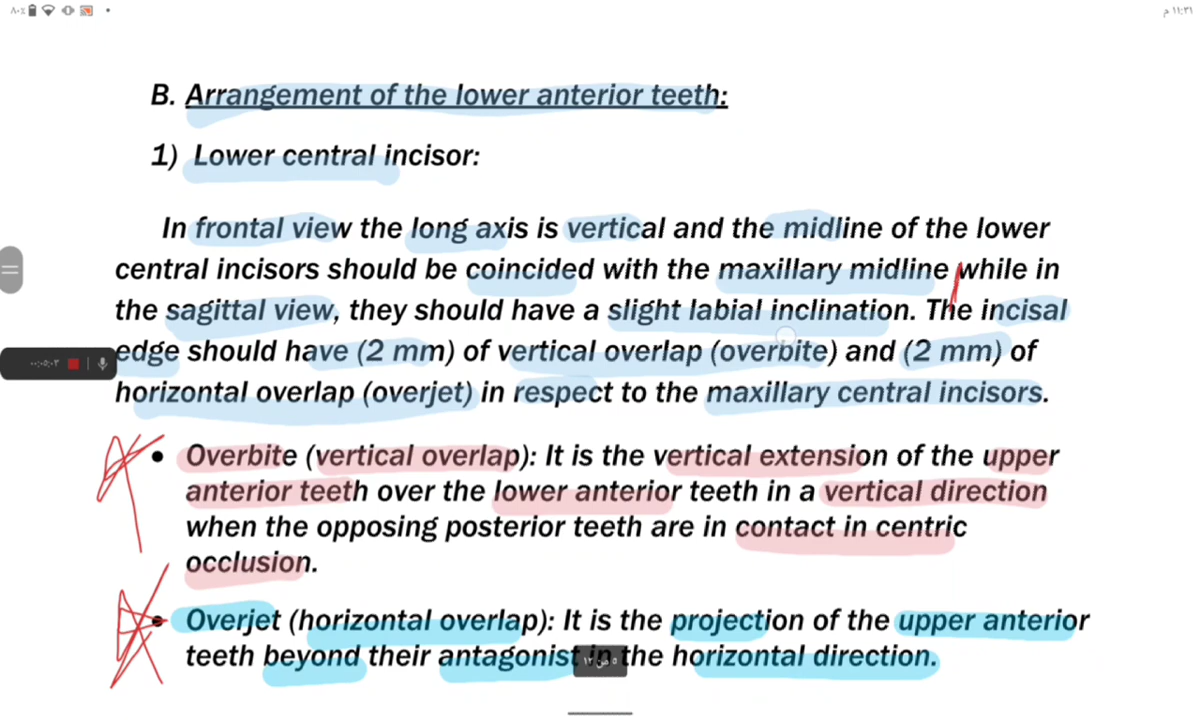 ٨٠٪
١١:٣١ م
B. Arrangement of the lower anterior teeth:
1) Lower central incisor:
In frontal view the long axis is vertical and the midline of the lower
central incisors should be coincided with the maxillary midline while in
the sagittal view, they should have a slight labial inclination. The incisal
edge should have (2 mm) of vertical overlap (overbite) and (2 mm) of
horizontal overlap (overjet) in respect to the maxillary central incisors.
• Overbite (vertical overlap): It is the vertical extension of the upper
anterior teeth over the lower anterior teeth in a vertical direction
when the opposing posterior teeth are in contact in centric
occlusion.
• Overjet (horizontal overlap): It is the projection of the upper anterior
teeth beyond their antagonist in the horizontal direction.
٥ من ١٢